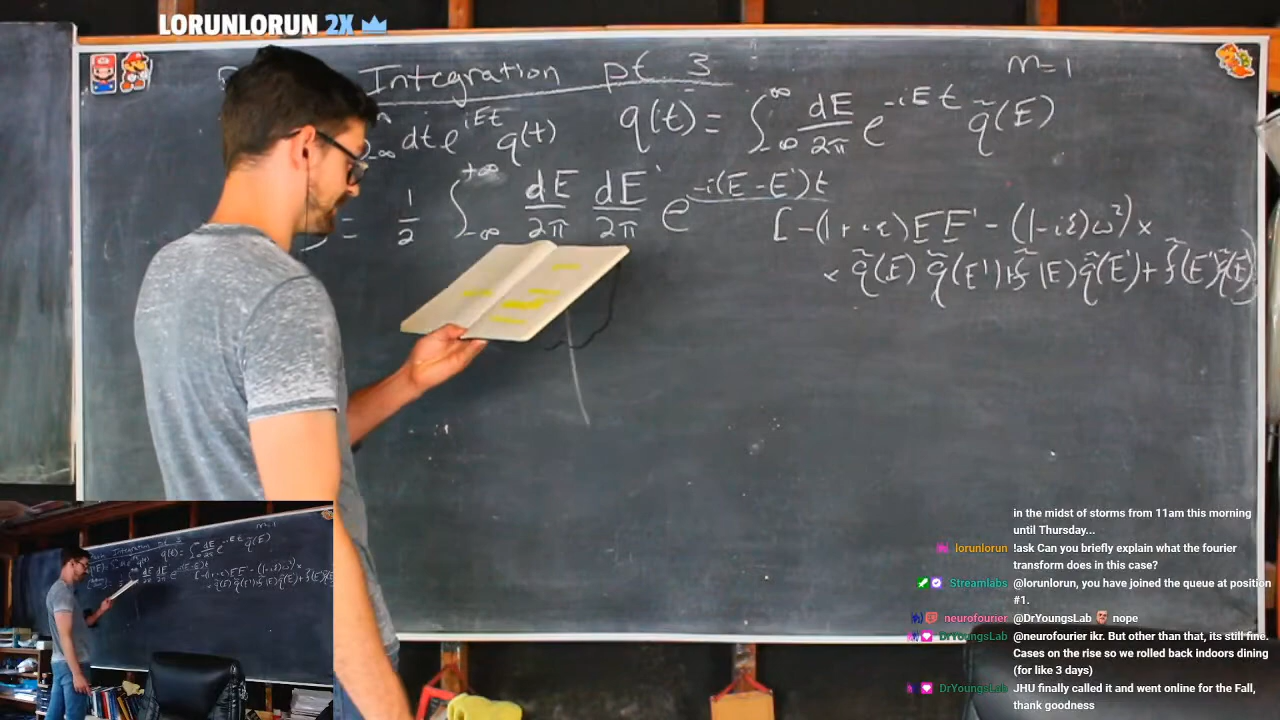 LORUNLORUN 2X
Integration pt 3
m=1
dt e^{iEt} q(t) q(t) = ∫_{-∞}^{∞} dE/2π e^{-iEt} q̃(E)
= 1/2 ∫_{-∞}^{+∞} dE/2π dE'/2π e^{-i(E-E')t} [-(1+iε)EE' - (1-iε)ω²) ×
× q̃(E) q̃(E') + f̃(E) q̃(E') + f̃(E') q̃(E)]
in the midst of storms from 11am this morning
until Thursday...
lorunlorun !ask Can you briefly explain what the fourier
transform does in this case?
Streamlabs @lorunlorun, you have joined the queue at position
#1.
neurofourier @DrYoungsLab nope
DrYoungsLab @neurofourier ikr. But other than that, its still fine.
Cases on the rise so we rolled back indoors dining
(for like 3 days)
DrYoungsLab JHU finally called it and went online for the Fall,
thank goodness